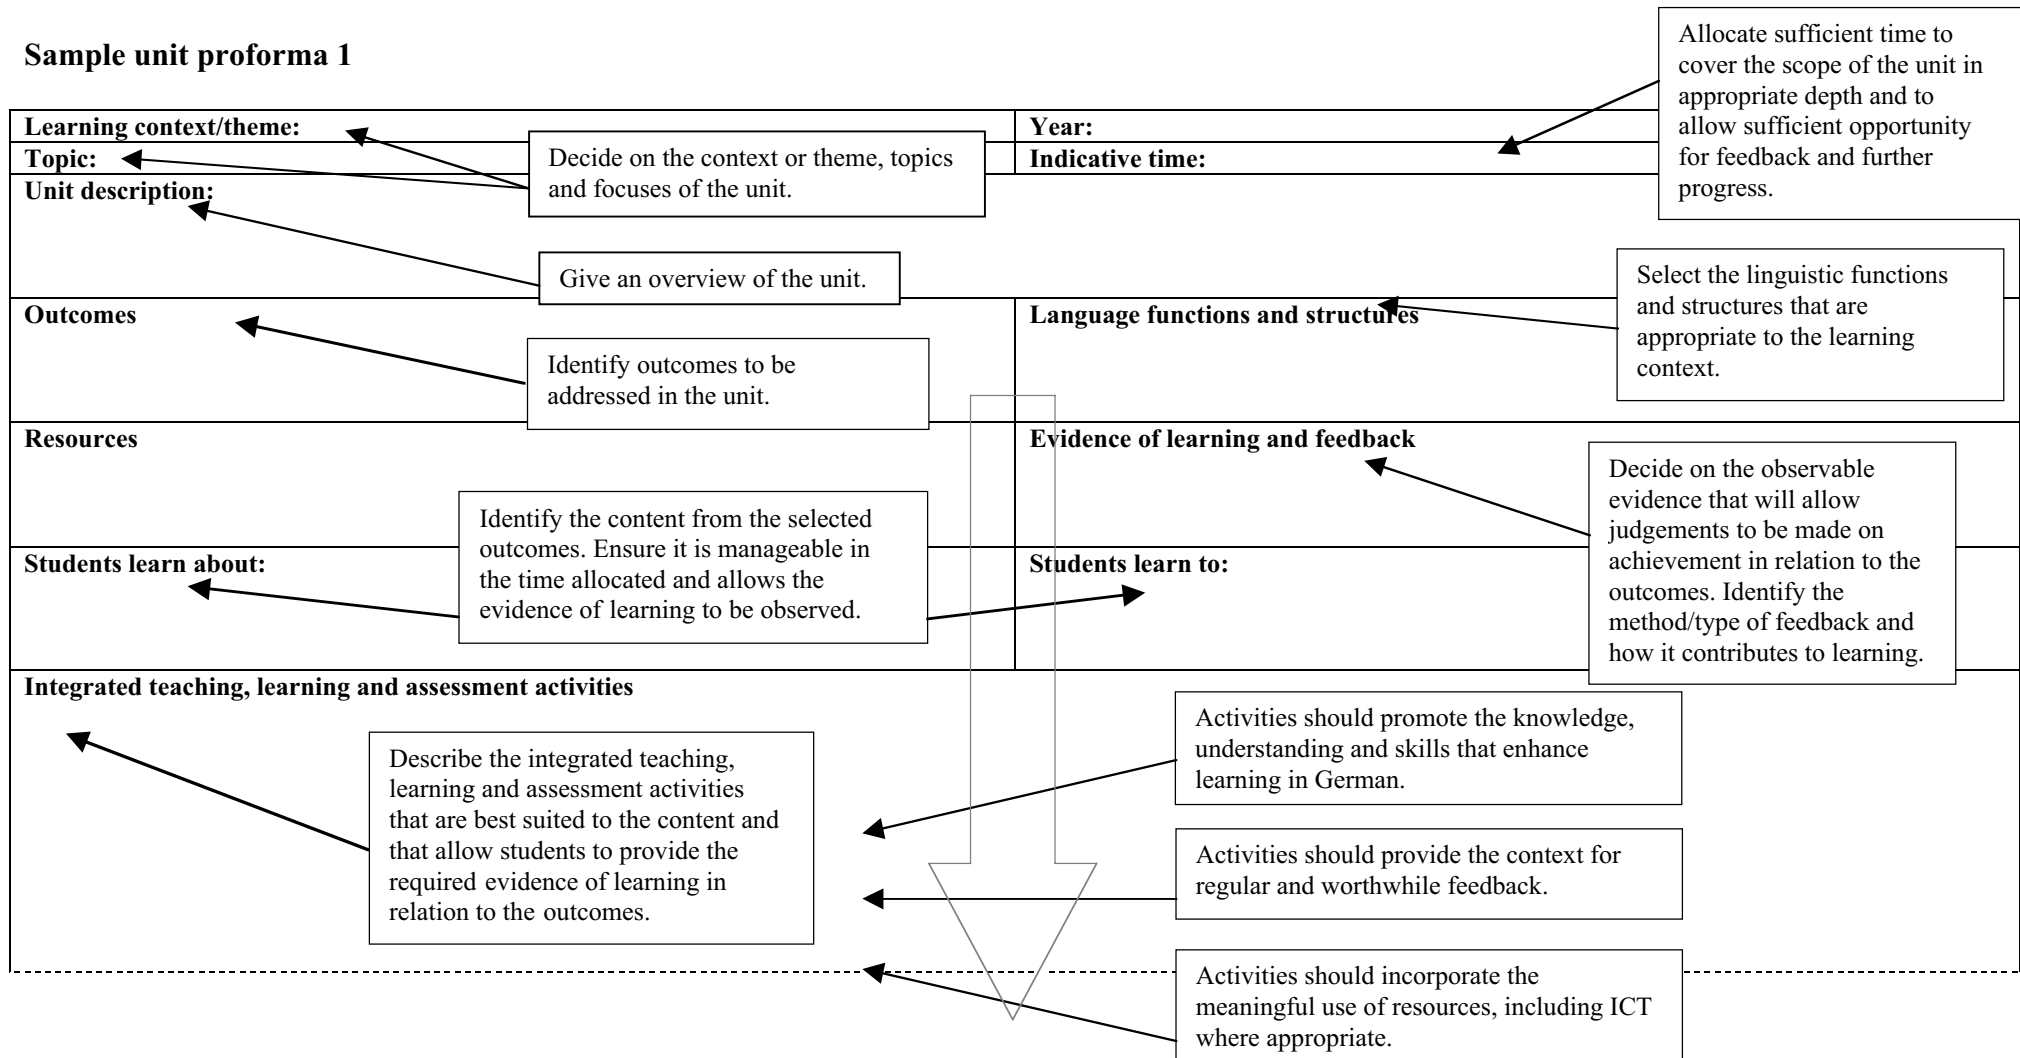 Sample unit proforma 1
Allocate sufficient time to
cover the scope of the unit in
appropriate depth and to
allow sufficient opportunity
for feedback and further
progress.
Learning context/theme:
Year:
Topic:
Indicative time:
Decide on the context or theme, topics
and focuses of the unit.
Unit description:
Give an overview of the unit.
Select the linguistic functions
and structures that are
appropriate to the learning
context.
Outcomes
Language functions and structures
Identify outcomes to be
addressed in the unit.
Resources
Evidence of learning and feedback
Decide on the observable
evidence that will allow
judgements to be made on
achievement in relation to the
outcomes. Identify the
method/type of feedback and
how it contributes to learning.
Identify the content from the selected
outcomes. Ensure it is manageable in
the time allocated and allows the
evidence of learning to be observed.
Students learn about:
Students learn to:
Integrated teaching, learning and assessment activities
Describe the integrated teaching,
learning and assessment activities
that are best suited to the content and
that allow students to provide the
required evidence of learning in
relation to the outcomes.
Activities should promote the knowledge,
understanding and skills that enhance
learning in German.
Activities should provide the context for
regular and worthwhile feedback.
Activities should incorporate the
meaningful use of resources, including ICT
where appropriate.